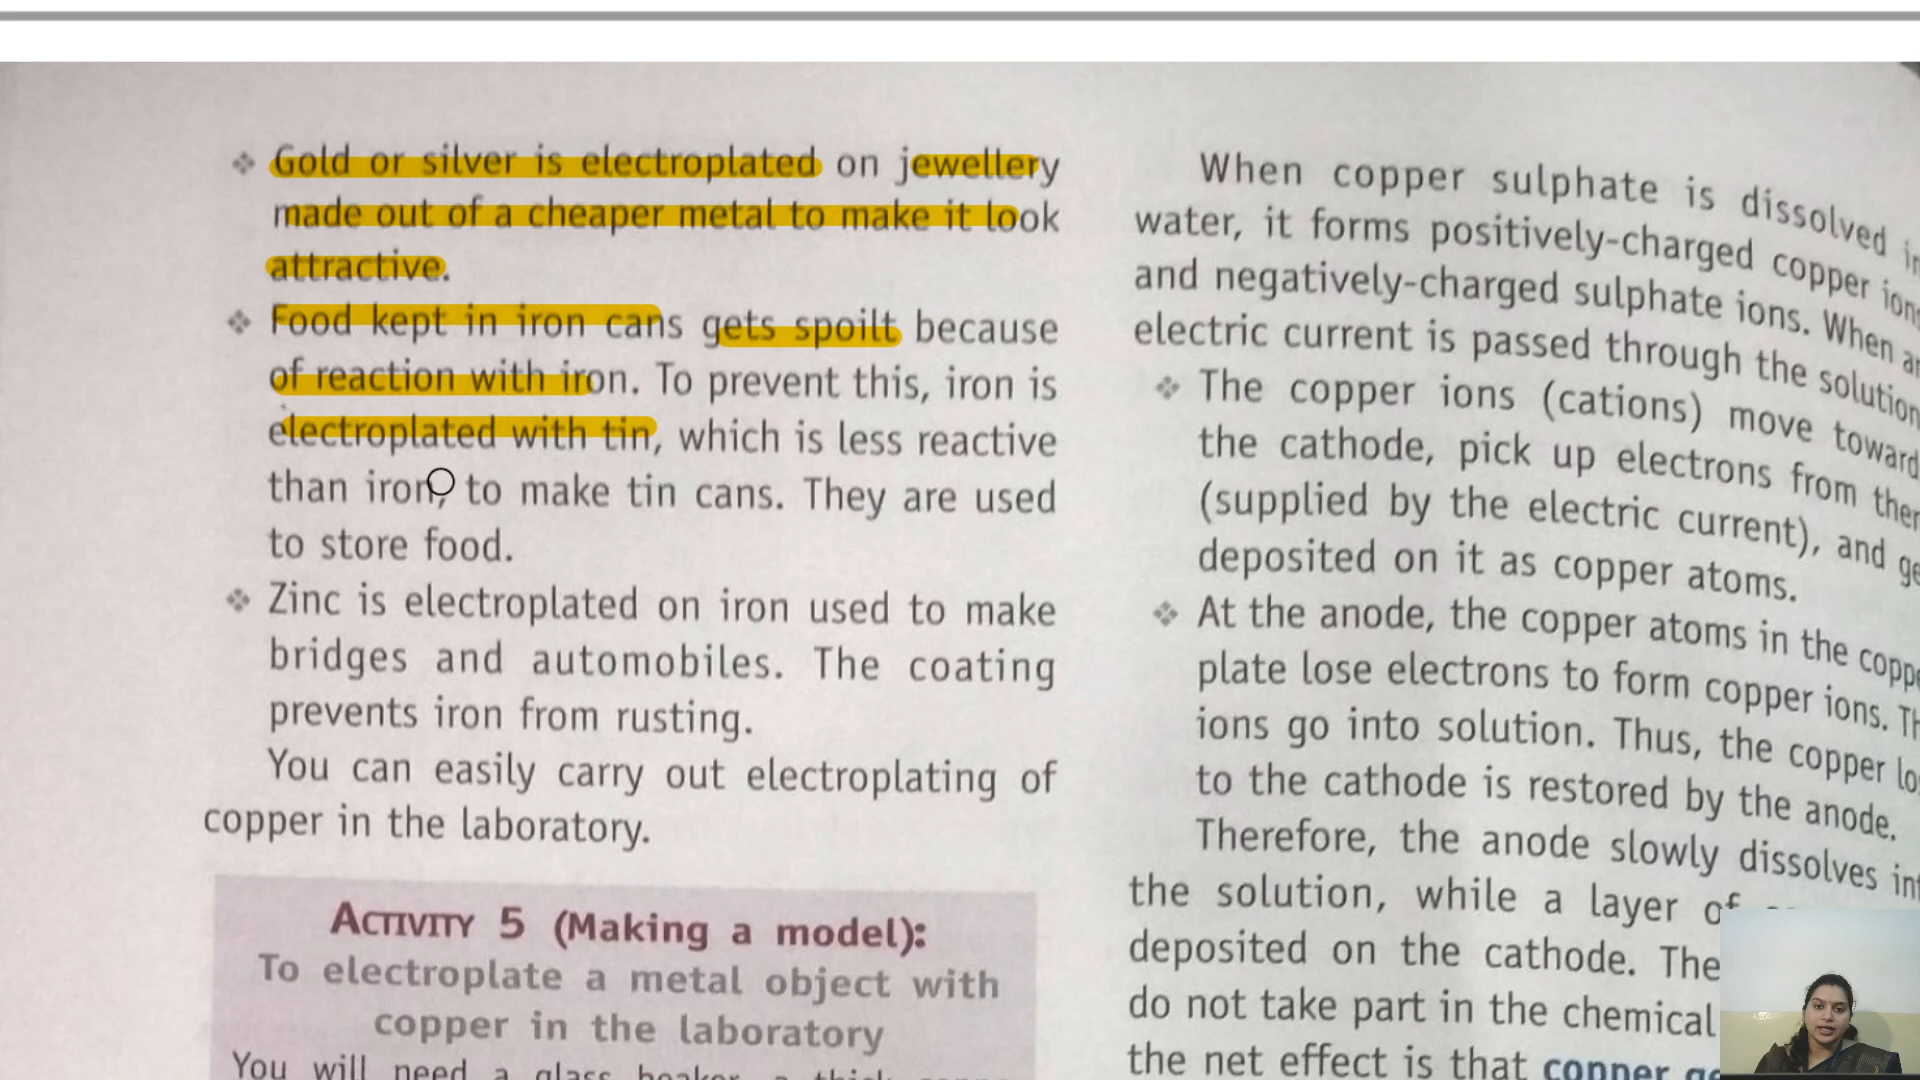 ❖ Gold or silver is electroplated on jewellery
made out of a cheaper metal to make it look
attractive.
❖ Food kept in iron cans gets spoilt because
of reaction with iron. To prevent this, iron is
electroplated with tin, which is less reactive
than iron, to make tin cans. They are used
to store food.
❖ Zinc is electroplated on iron used to make
bridges and automobiles. The coating
prevents iron from rusting.
You can easily carry out electroplating of
copper in the laboratory.
ACTIVITY 5 (Making a model):
To electroplate a metal object with
copper in the laboratory
You will need a glass beaker, a thick
When copper sulphate is dissolved
water, it forms positively-charged copper
and negatively-charged sulphate ions. When
electric current is passed through the solution
❖ The copper ions (cations) move
the cathode, pick up electrons from
(supplied by the electric current), and
deposited on it as copper atoms.
❖ At the anode, the copper atoms in the
plate lose electrons to form copper ions.
ions go into solution. Thus, the copper
to the cathode is restored by the anode.
Therefore, the anode slowly dissolves
the solution, while a layer of
deposited on the cathode. The
do not take part in the chemical
the net effect is that copper